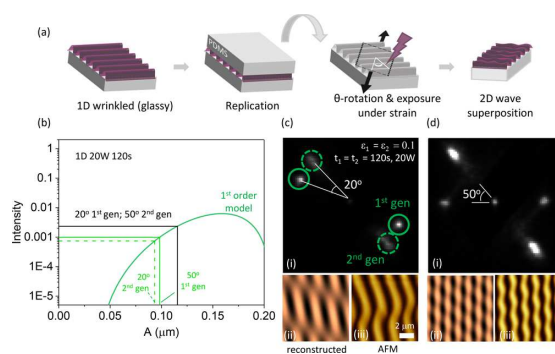 (a)
PDMS
1D wrinkled (glassy)
Replication
θ-rotation & exposure
under strain
2D wave
superposition
(b)
1
0.1
0.01
0.001
1E-4
1E-5
Intensity
1D 20W 120s
1st order
model
20° 1st gen; 50° 2nd gen
20°
2nd gen
50°
1st gen
0.00
0.05
0.10
0.15
0.20
A (μm)
(c)
ε1 = ε2 = 0.1
t1 = t2 = 120s, 20W
20°
1st gen
2nd gen
(i)
(ii)
(iii)
2 μm
reconstructed
AFM
(d)
50°
(i)
(ii)
(iii)